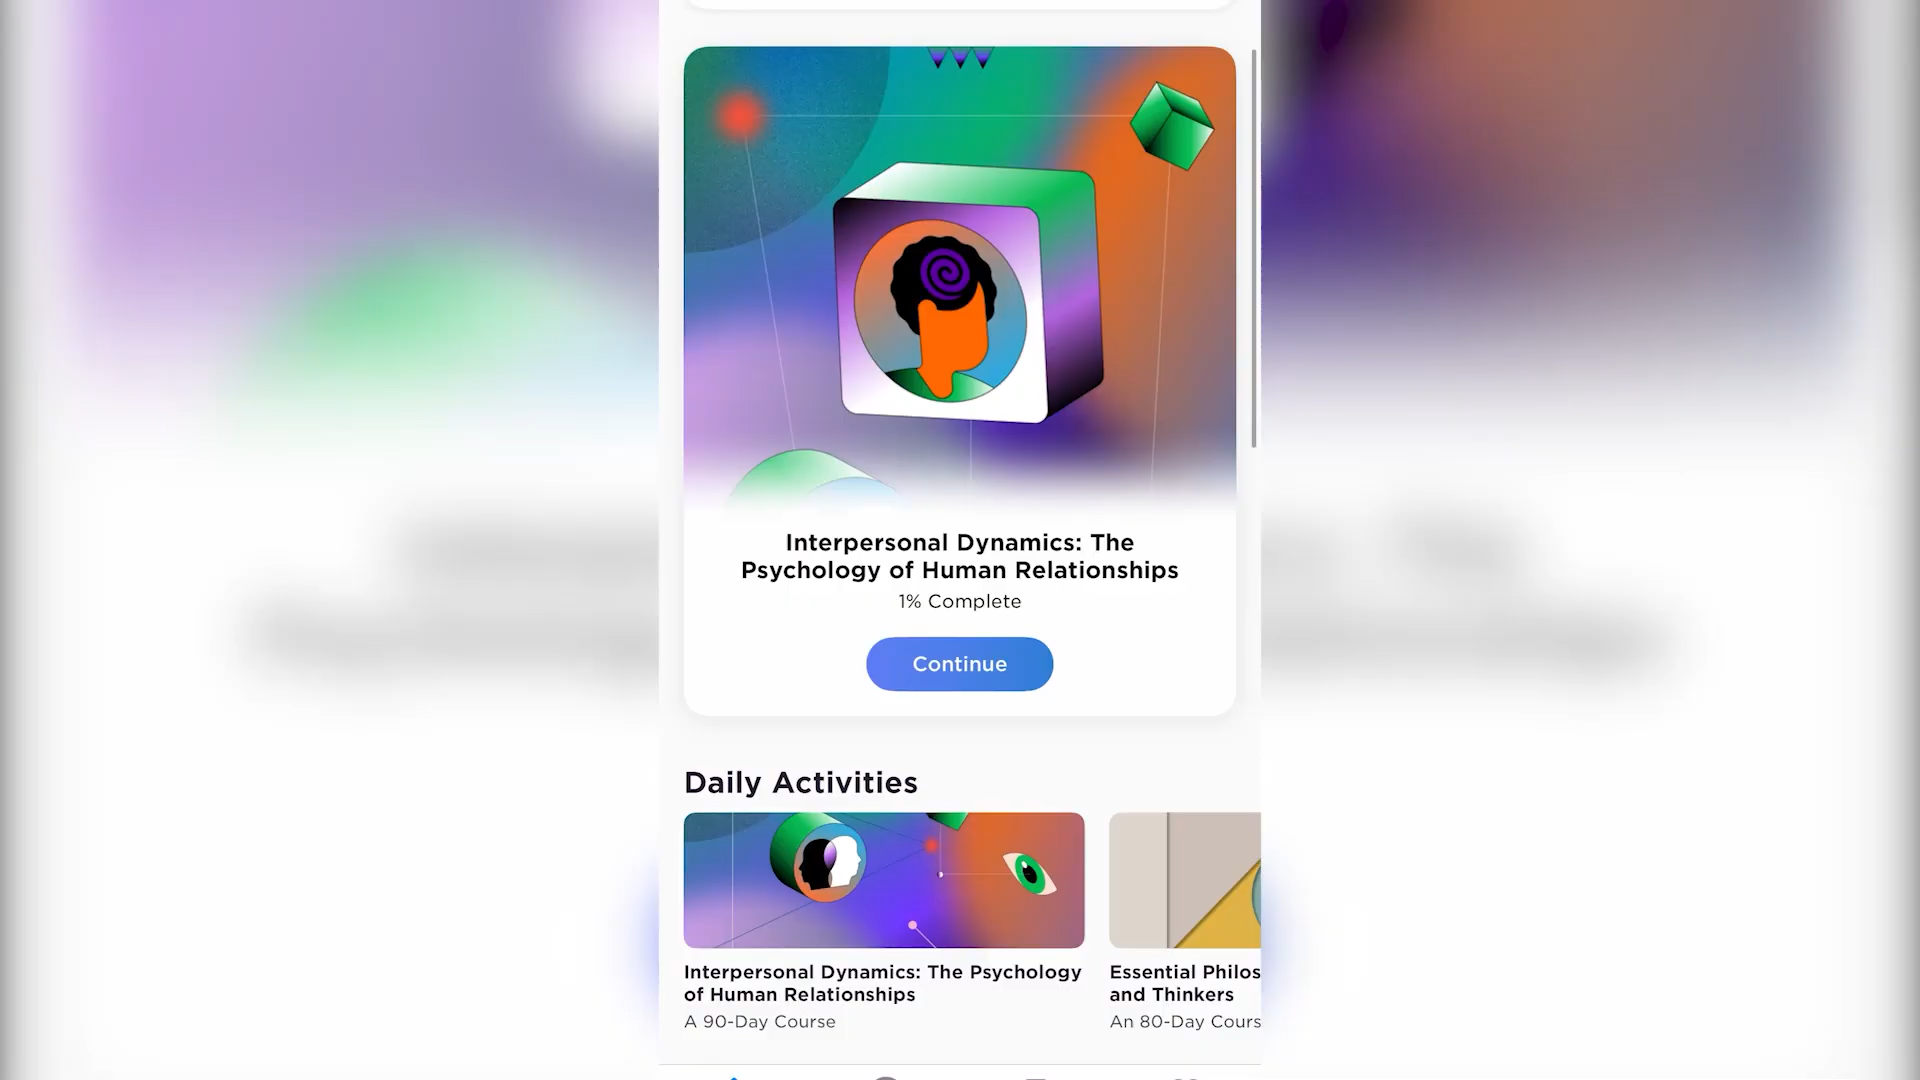 Interpersonal Dynamics: The
Psychology of Human Relationships
1% Complete
Continue
Daily Activities
Interpersonal Dynamics: The Psychology
of Human Relationships
A 90-Day Course
Essential Philos
and Thinkers
An 80-Day Cours